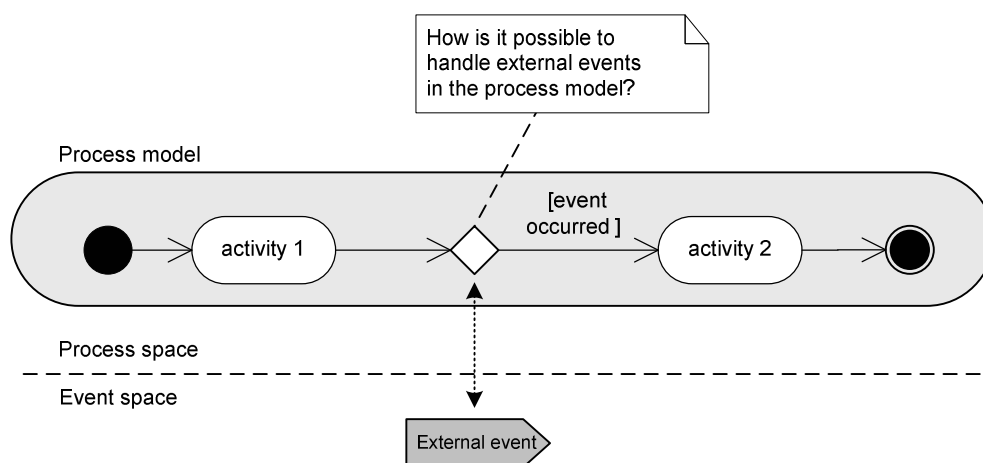 How is it possible to
handle external events
in the process model?
Process model
[event
occurred ]
activity 1
activity 2
Process space
Event space
External event